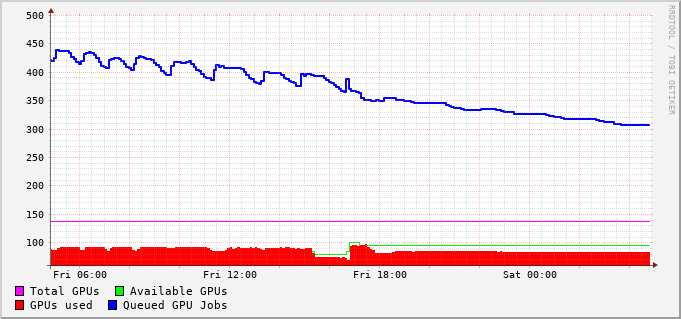 500
450
400
350
300
250
200
150
100
Fri 06:00 Fri 12:00 Fri 18:00 Sat 00:00
Total GPUs Available GPUs
GPUs used Queued GPU Jobs
RRDTOOL / TOBI OETIKER